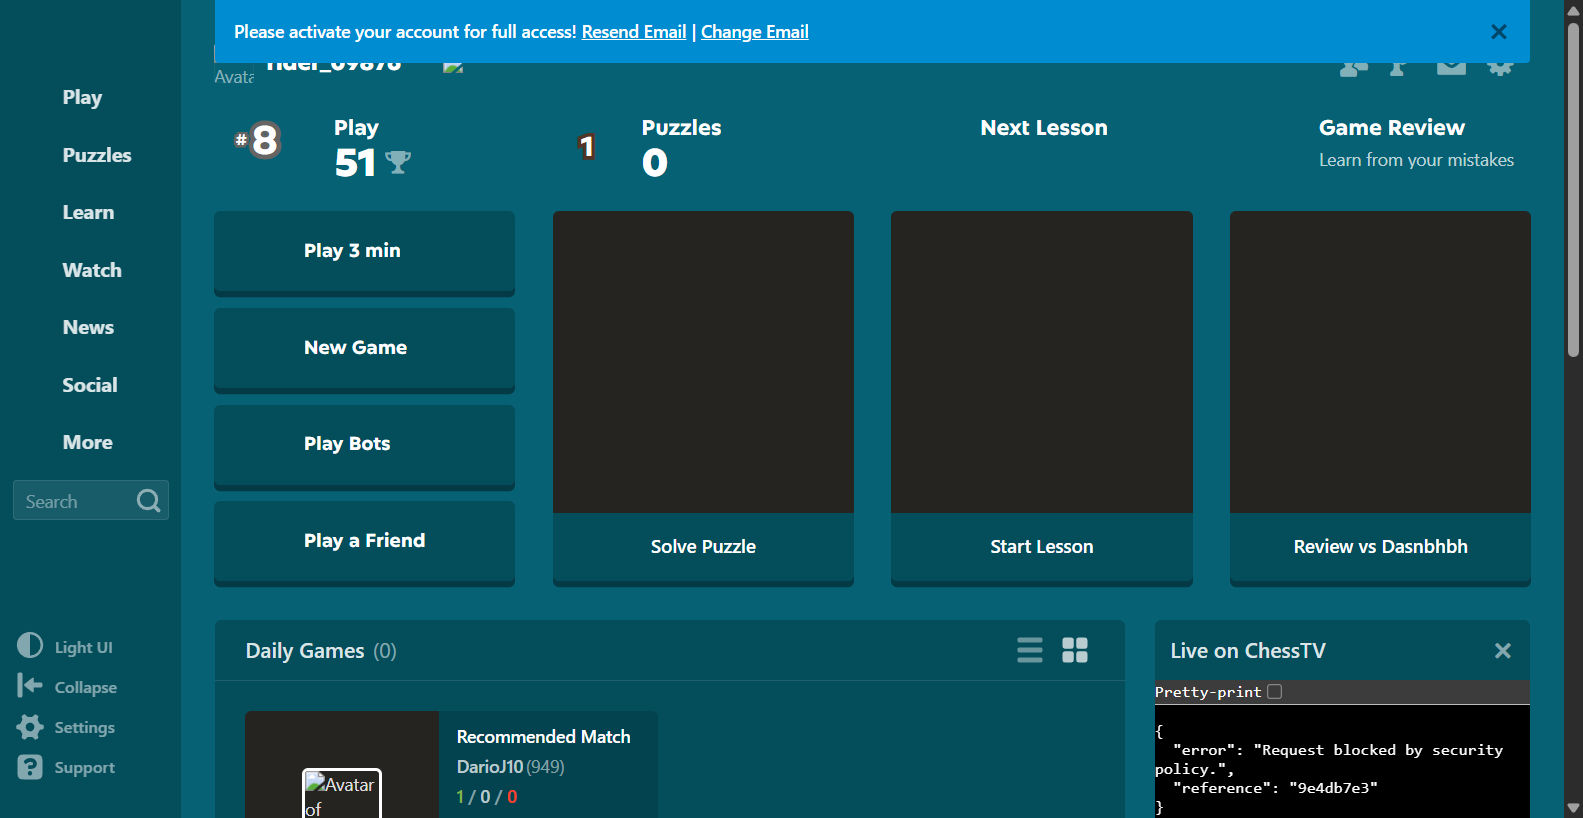 Please activate your account for full access! Resend Email | Change Email
Avata
Play
Puzzles
Learn
Watch
News
Social
More
Search
Light UI
Collapse
Settings
Support
#8
Play
51
1
Puzzles
0
Next Lesson
Game Review
Learn from your mistakes
Play 3 min
New Game
Play Bots
Play a Friend
Solve Puzzle
Start Lesson
Review vs Dasnbhbh
Daily Games (0)
Recommended Match
DarioJ10 (949)
1 / 0 / 0
Avatar
of
Live on ChessTV
Pretty-print
{
"error": "Request blocked by security
policy.",
"reference": "9e4db7e3"
}